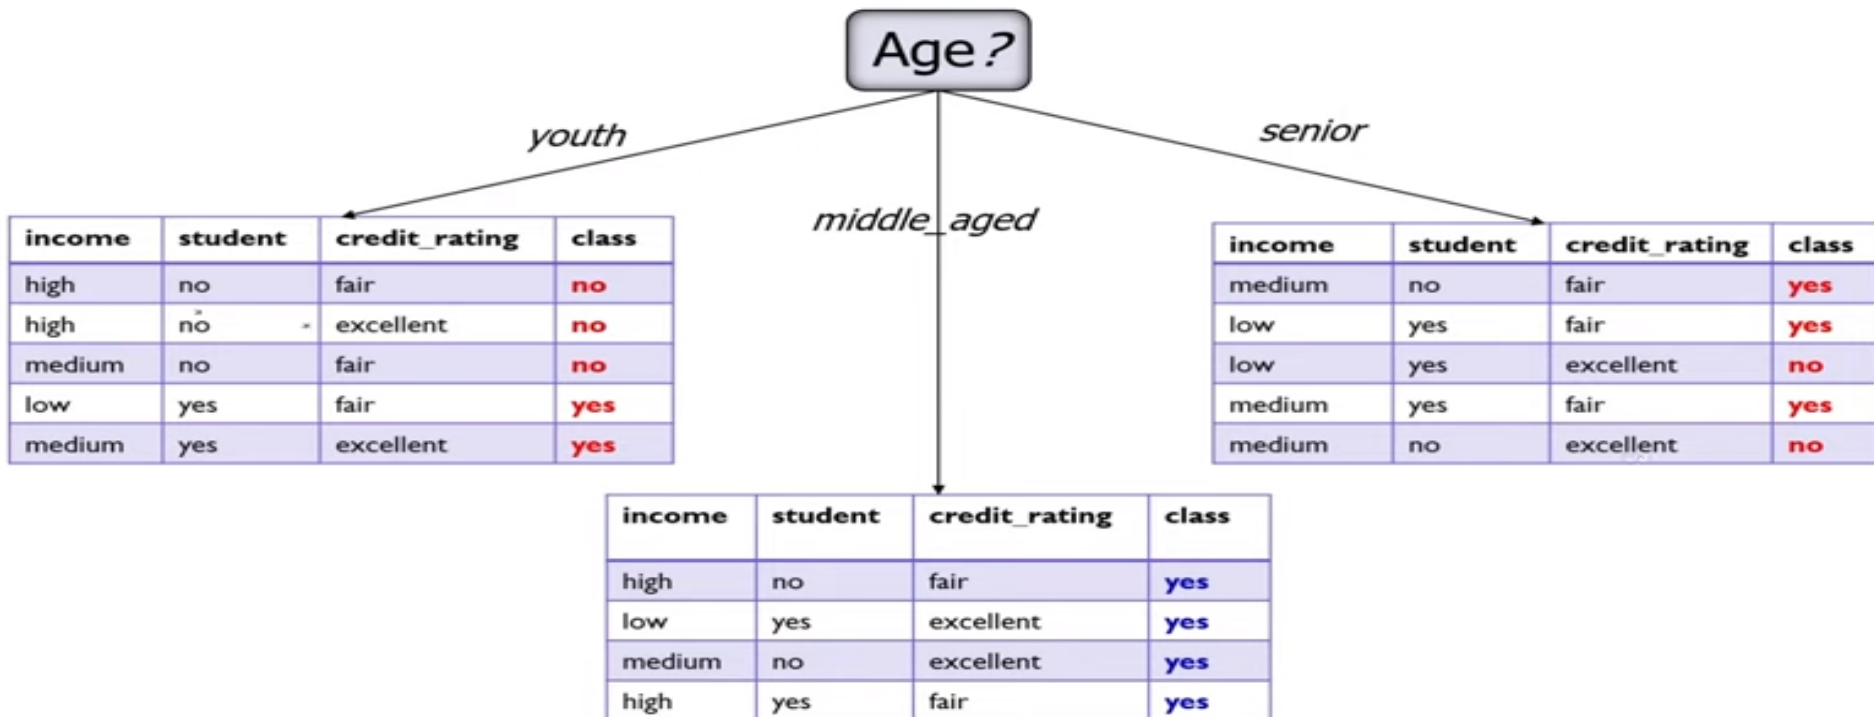 Age?
youth
middle_aged
senior
income student credit_rating class
high no fair no
high no excellent no
medium no fair no
low yes fair yes
medium yes excellent yes
income student credit_rating class
high no fair yes
low yes excellent yes
medium no excellent yes
high yes fair yes
income student credit_rating class
medium no fair yes
low yes fair yes
low yes excellent no
medium yes fair yes
medium no excellent no